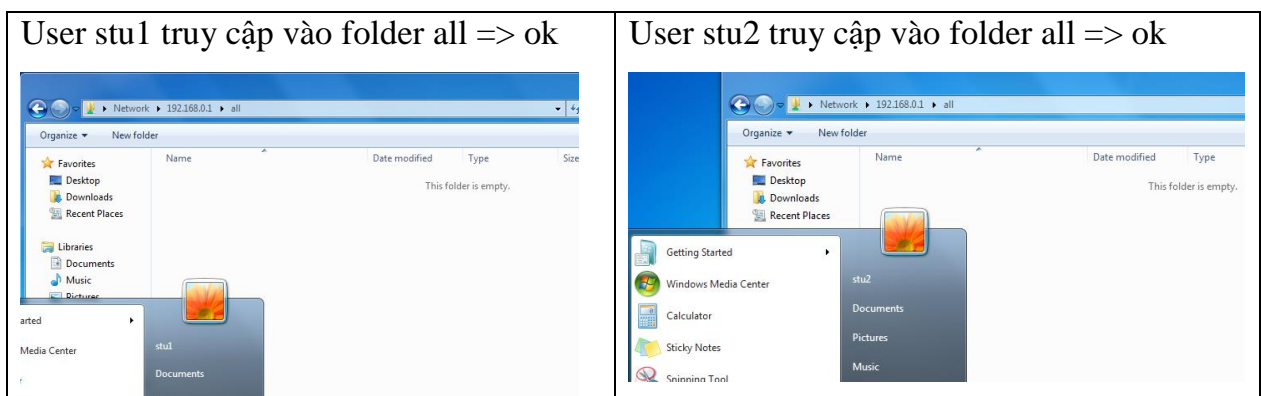 User stu1 truy cập vào folder all => ok
Network ▸ 192.168.0.1 ▸ all
Organize ▾ New folder
Favorites
Desktop
Downloads
Recent Places
Libraries
Documents
Music
Pictures
Name Date modified Type Size
This folder is empty.
arted
Media Center
stu1
Documents
User stu2 truy cập vào folder all => ok
Network ▸ 192.168.0.1 ▸ all
Organize ▾ New folder
Favorites
Desktop
Downloads
Recent Places
Name Date modified Type
This folder is empty.
Getting Started
Windows Media Center
Calculator
Sticky Notes
Snipping Tool
stu2
Documents
Pictures
Music